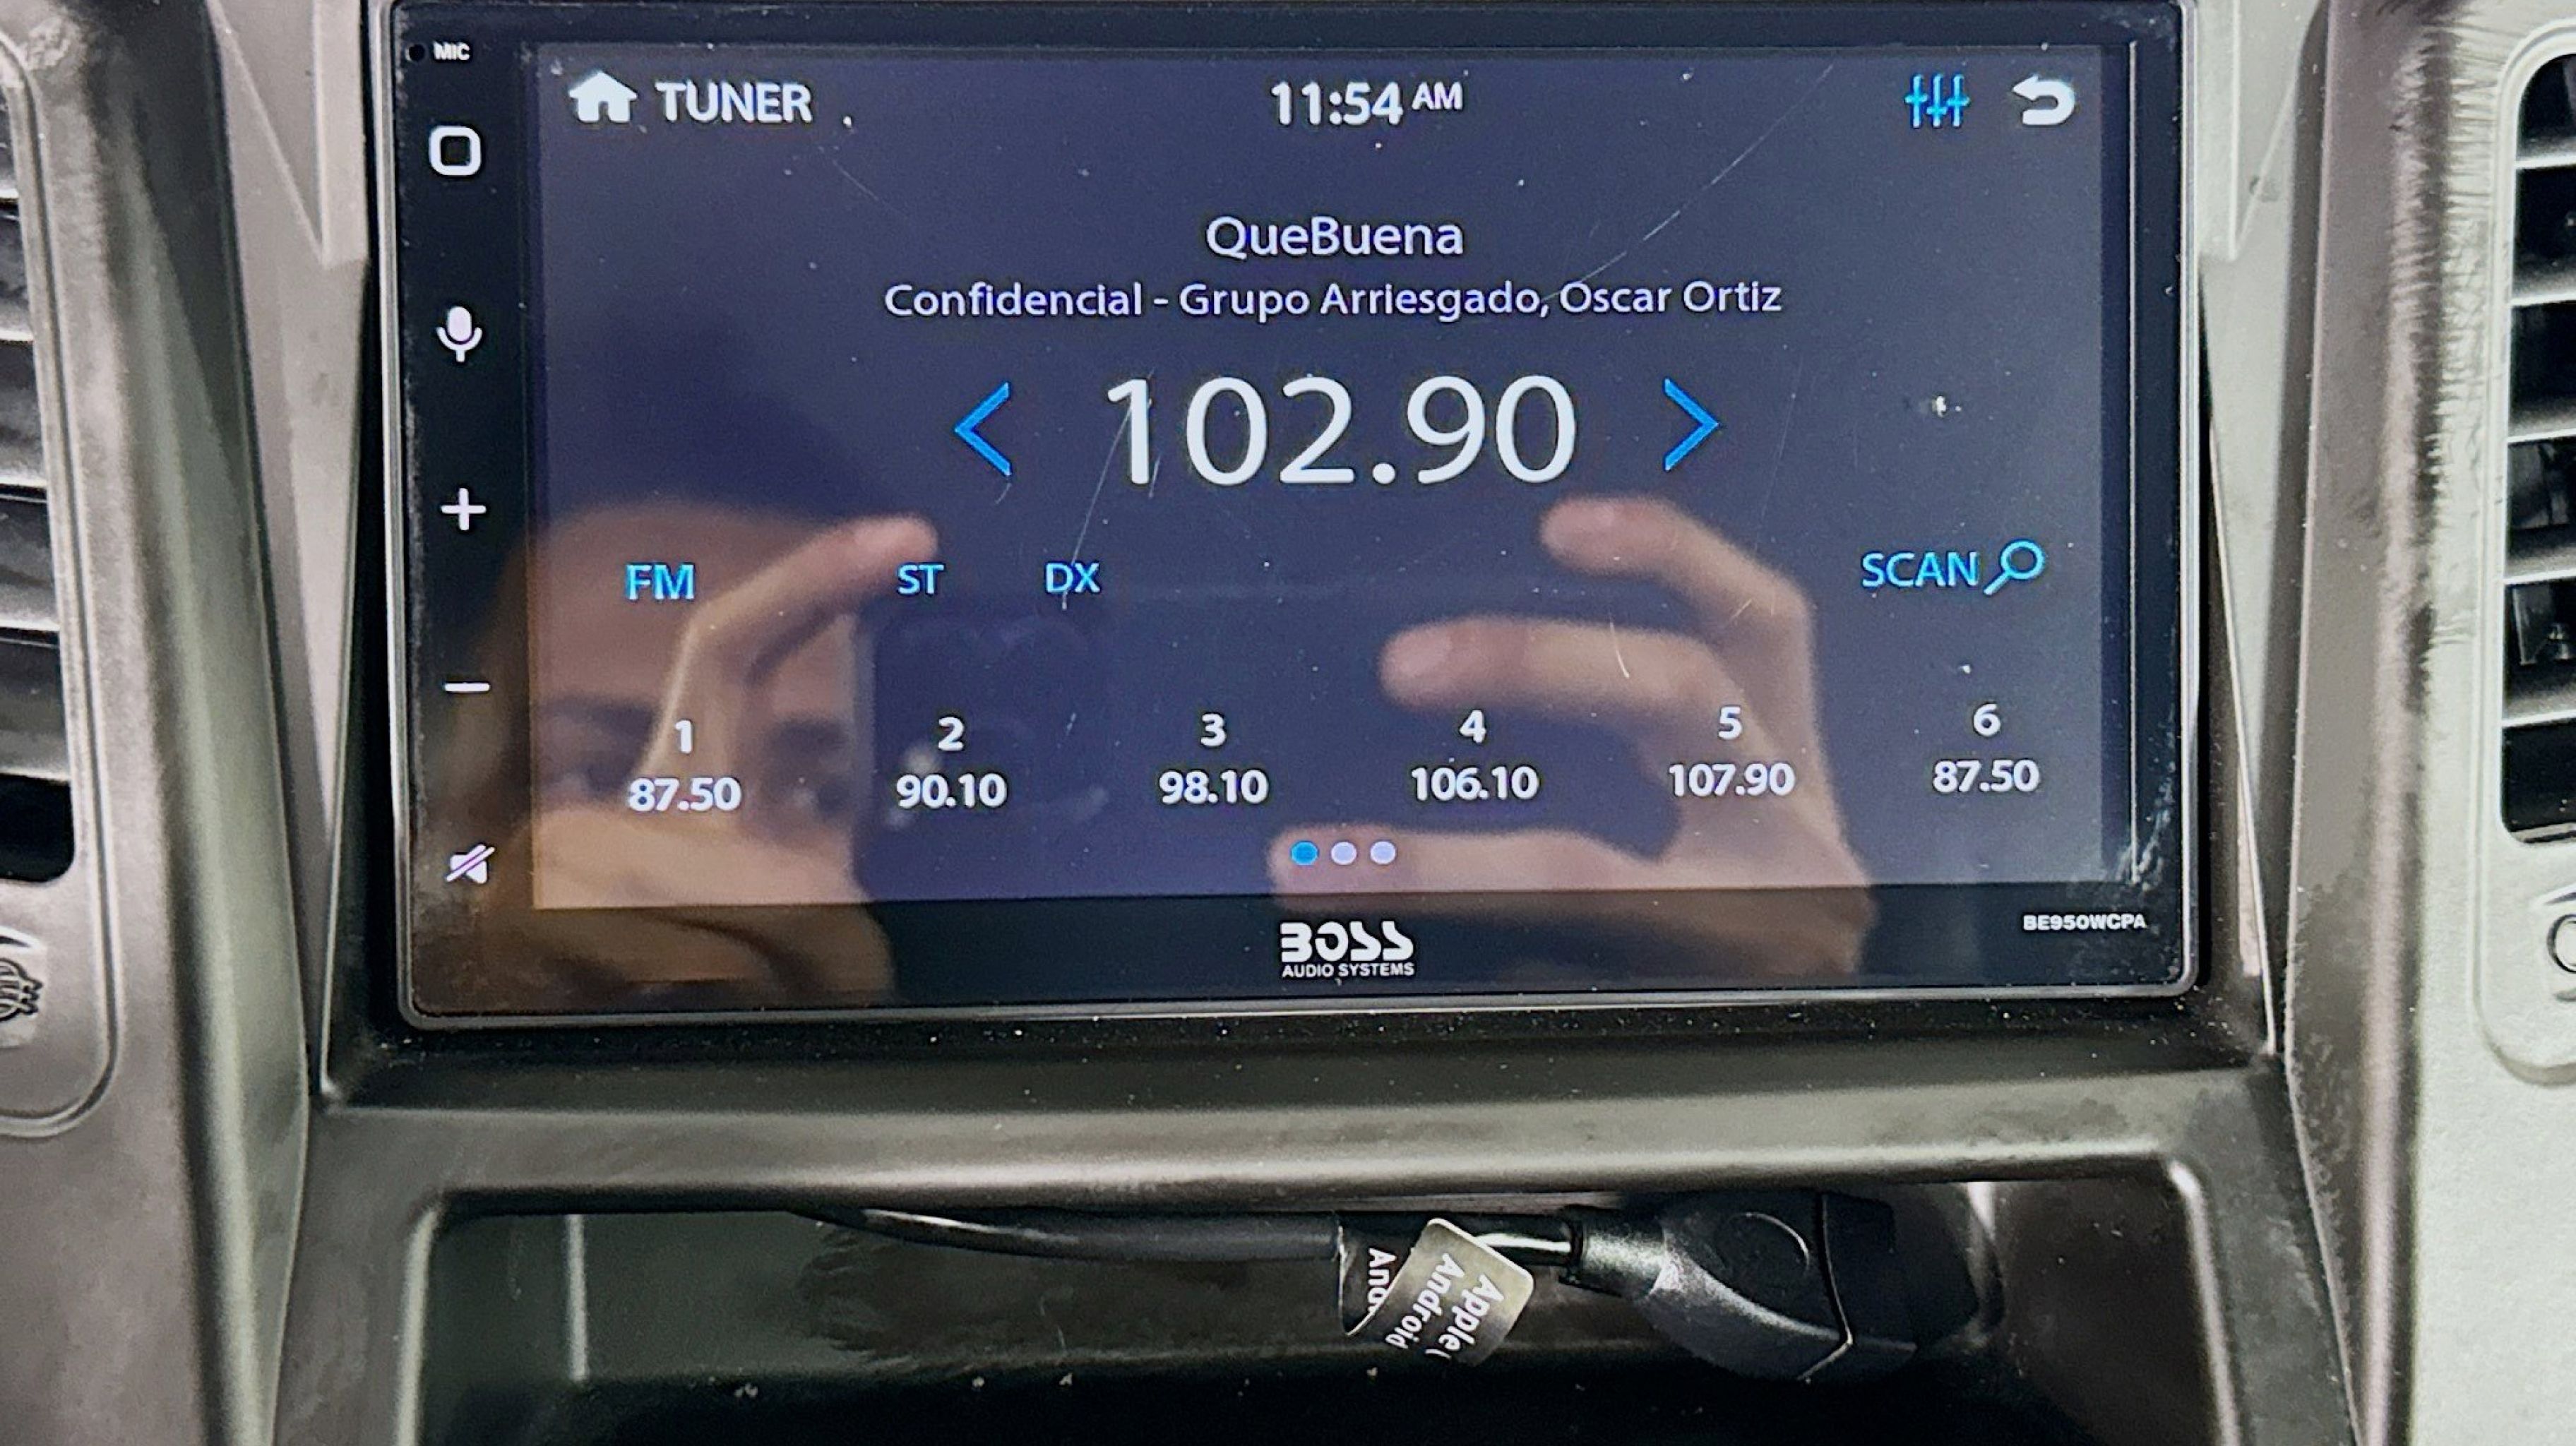 MIC
TUNER
11:54 AM
QueBuena
Confidencial - Grupo Arriesgado, Oscar Ortiz
102.90
FM ST DX SCAN
1 2 3 4 5 6
87.50 90.10 98.10 106.10 107.90 87.50
BOSS
AUDIO SYSTEMS
BE950WCPA
Apple
Android